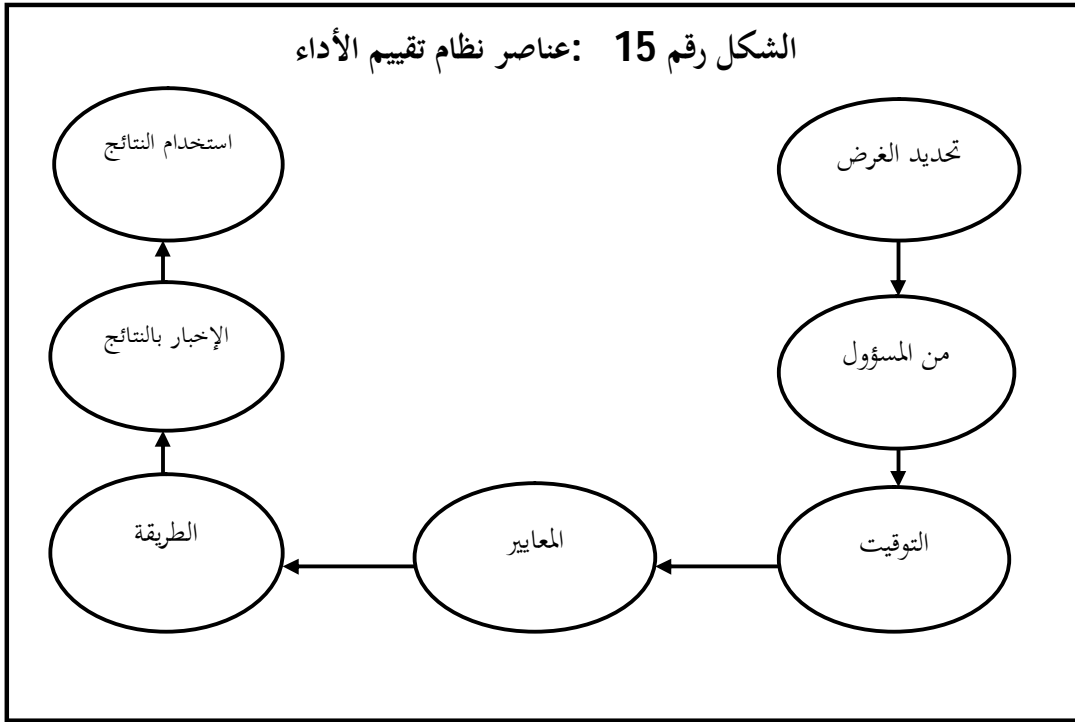 الشكل رقم 15 :عناصر نظام تقييم الأداء
تحديد الغرض
من المسؤول
التوقيت
المعايير
الطريقة
الإخبار بالنتائج
استخدام النتائج